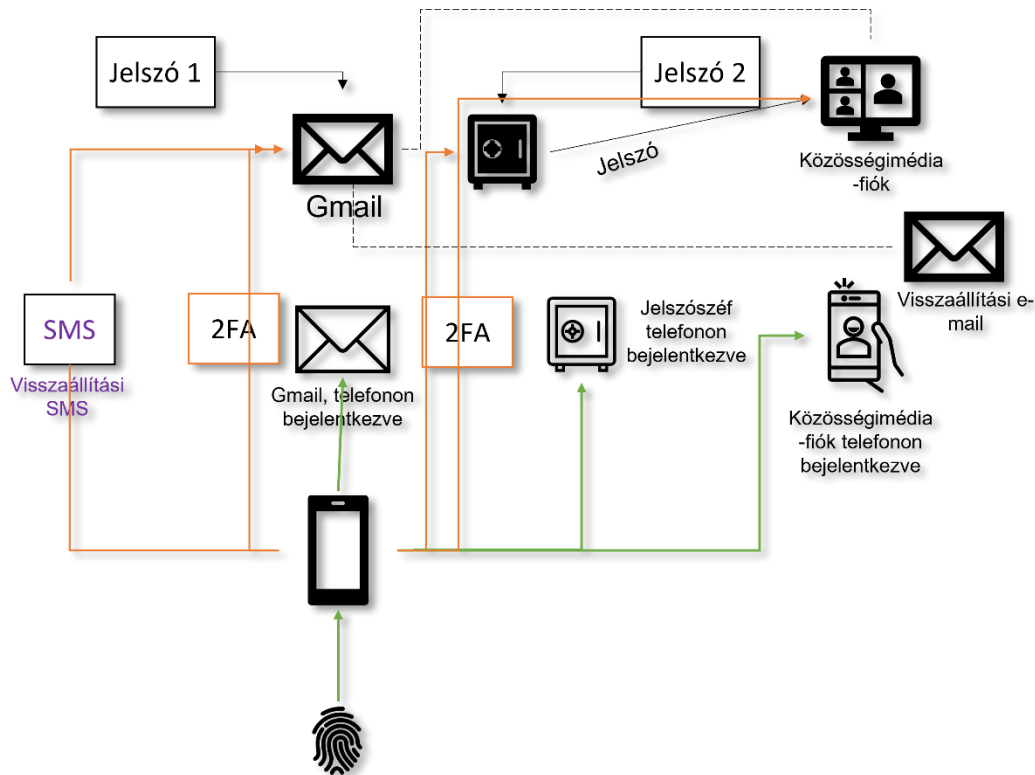 Jelszó 1
Jelszó 2
Gmail
Jelszó
Közösségimédia
-fiók
SMS
Visszaállítási
SMS
2FA
Gmail, telefonon
bejelentkezve
2FA
Jelszószéf
telefonon
bejelentkezve
Visszaállítási e-
mail
Közösségimédia
-fiók telefonon
bejelentkezve